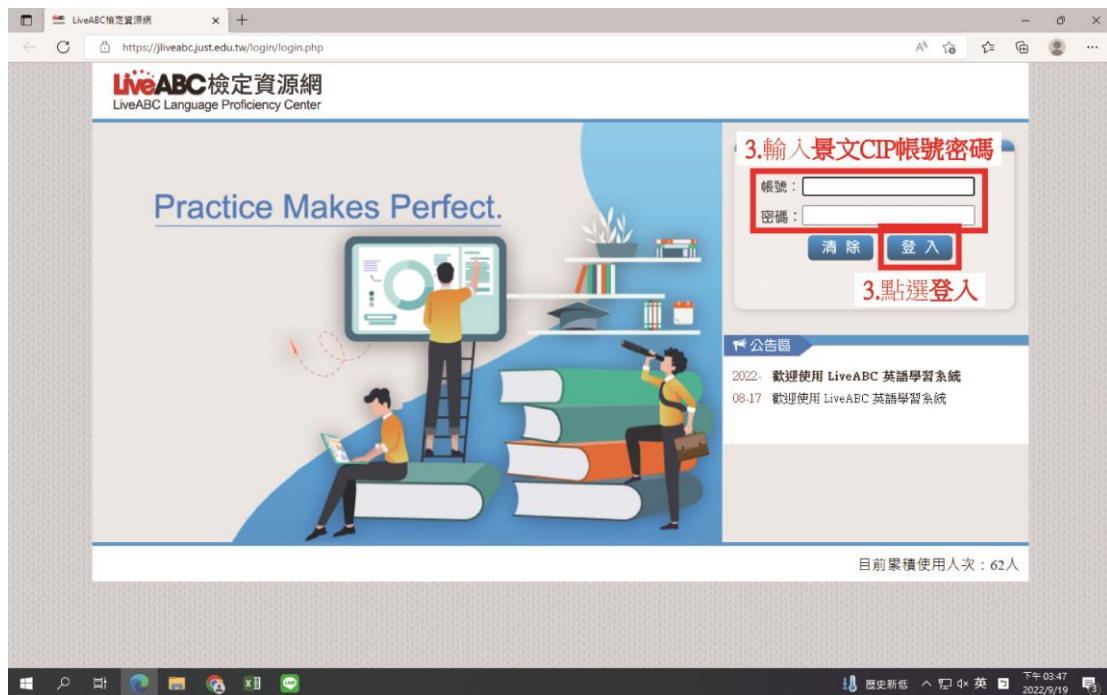 LiveABC檢定資源網
https://jliveabc.just.edu.tw/login/login.php
LiveABC檢定資源網
LiveABC Language Proficiency Center
Practice Makes Perfect.
3.輸入景文CIP帳號密碼
帳號：
密碼：
清 除
登 入
3.點選登入
公告區
2022-08-17
歡迎使用 LiveABC 英語學習系統
歡迎使用 LiveABC 英語學習系統
目前累積使用人次：62人
歷史新低
英
下午 03:47
2022/9/19